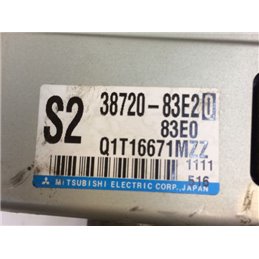 S2 38720-83E20
83E0
Q1T16671MZZ
1111
516
MITSUBISHI ELECTRIC CORP., JAPAN